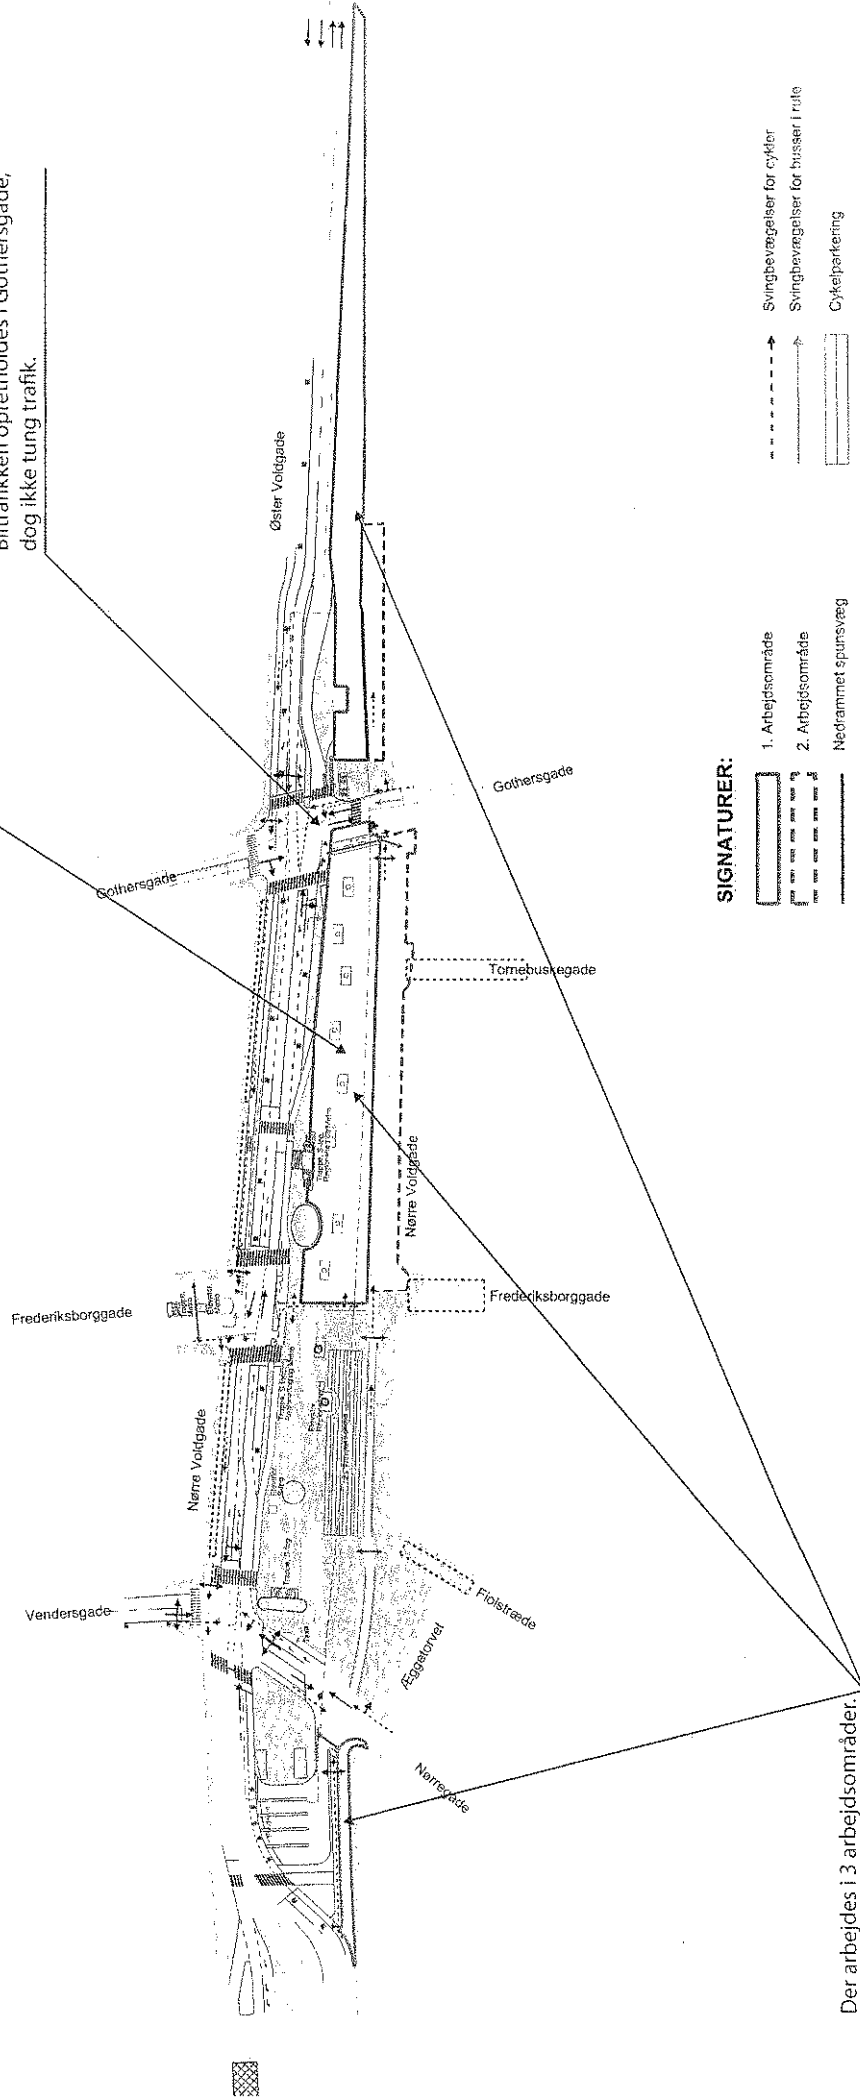 Biltrafikken opretholdes i Gothersgade,
dog ikke tung trafik.
Øster Voldgade
Gothersgade
Gothersgade
Tornebuskegade
Nørre Voldgade
Frederiksborggade
Frederiksborggade
Nørre Voldgade
Vendersgade
Fiolstræde
Æggetorvet
Nørregade
Der arbejdes i 3 arbejdsområder.
SIGNATURER:
1. Arbejdsområde
2. Arbejdsområde
Nedrammet spunsvæg
Svingbevægelser for cykler
Svingbevægelser for busser i rute
Cykelparkering